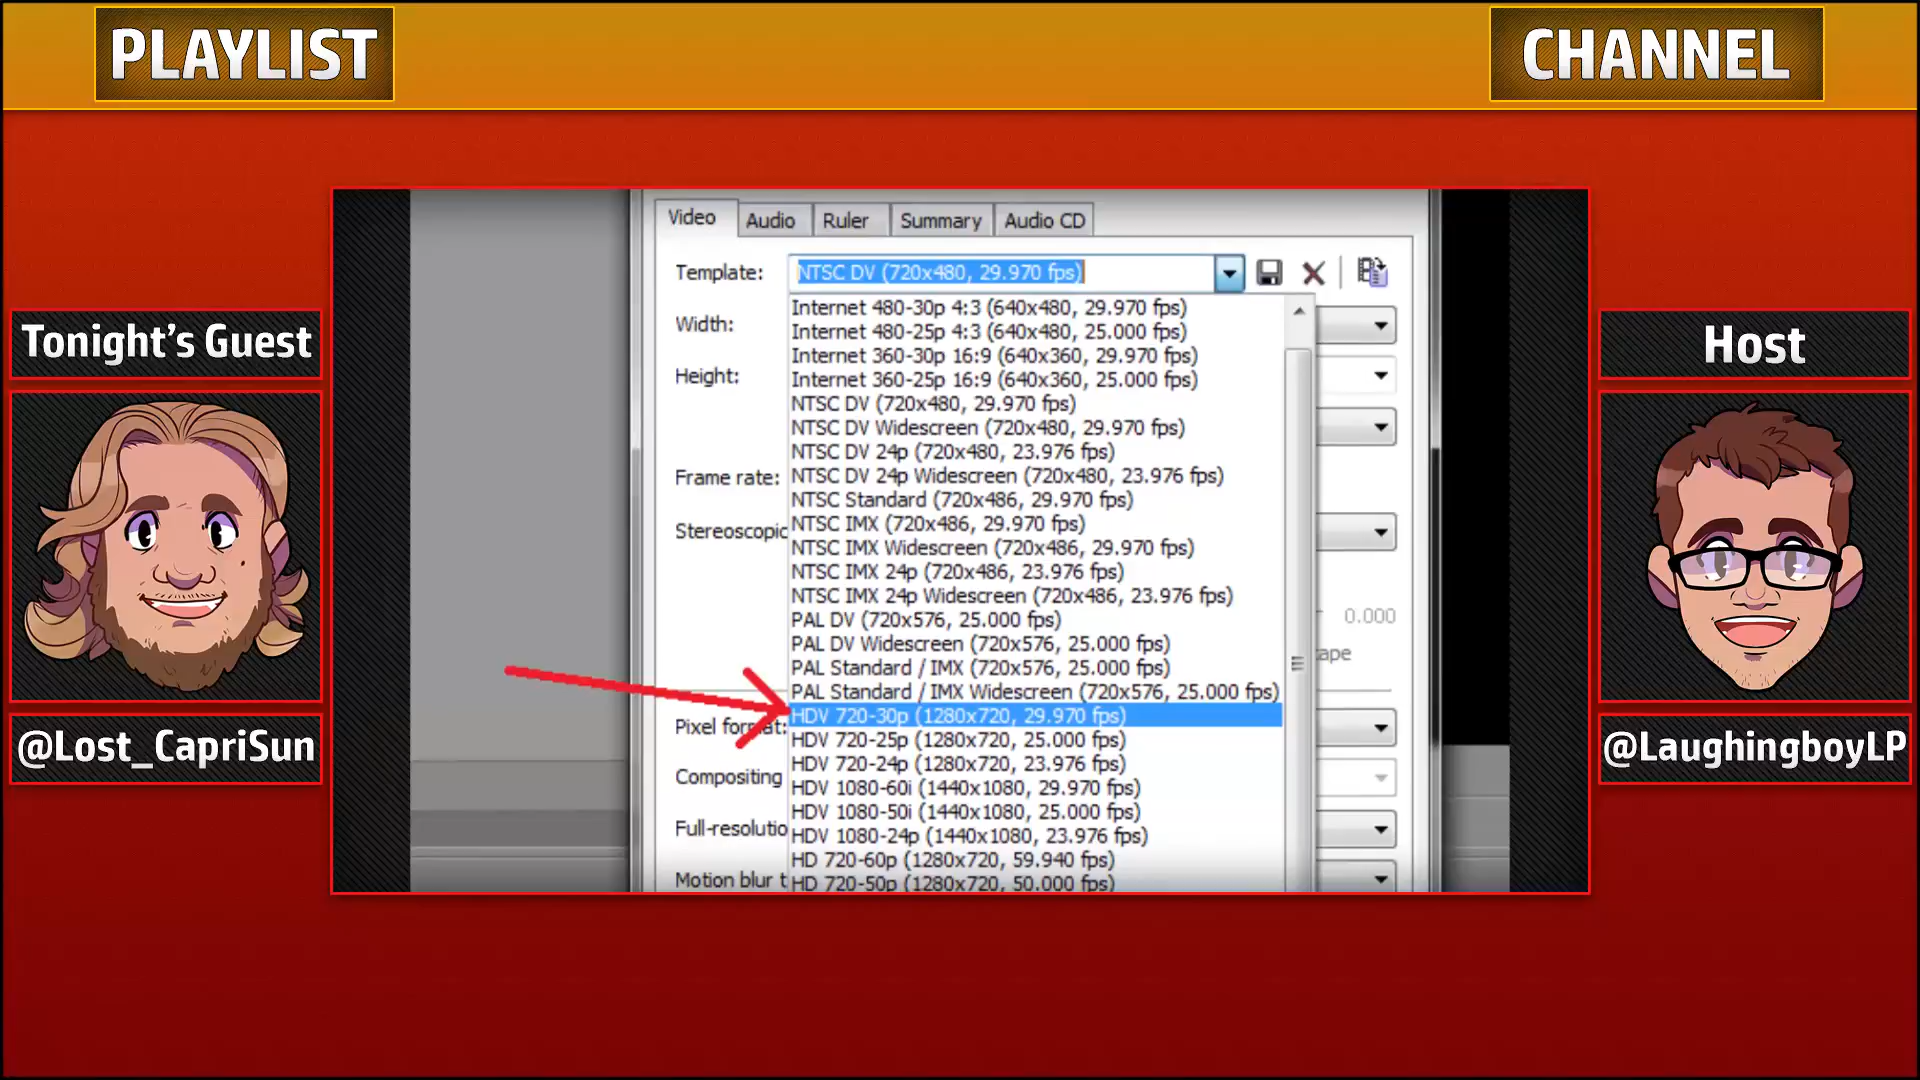 PLAYLIST
CHANNEL
Tonight's Guest
@Lost_CapriSun
Video
Audio
Ruler
Summary
Audio CD
Template:
NTSC DV (720x480, 29.970 fps)
Internet 480-30p 4:3 (640x480, 29.970 fps)
Internet 480-25p 4:3 (640x480, 25.000 fps)
Internet 360-30p 16:9 (640x360, 29.970 fps)
Internet 360-25p 16:9 (640x360, 25.000 fps)
NTSC DV (720x480, 29.970 fps)
NTSC DV Widescreen (720x480, 29.970 fps)
NTSC DV 24p (720x480, 23.976 fps)
NTSC DV 24p Widescreen (720x480, 23.976 fps)
NTSC Standard (720x486, 29.970 fps)
NTSC IMX (720x486, 29.970 fps)
NTSC IMX Widescreen (720x486, 29.970 fps)
NTSC IMX 24p (720x486, 23.976 fps)
NTSC IMX 24p Widescreen (720x486, 23.976 fps)
PAL DV (720x576, 25.000 fps)
PAL DV Widescreen (720x576, 25.000 fps)
PAL Standard / IMX (720x576, 25.000 fps)
PAL Standard / IMX Widescreen (720x576, 25.000 fps)
HDV 720-30p (1280x720, 29.970 fps)
HDV 720-25p (1280x720, 25.000 fps)
HDV 720-24p (1280x720, 23.976 fps)
HDV 1080-60i (1440x1080, 29.970 fps)
HDV 1080-50i (1440x1080, 25.000 fps)
HDV 1080-24p (1440x1080, 23.976 fps)
HD 720-60p (1280x720, 59.940 fps)
HD 720-50p (1280x720, 50.000 fps)
Width:
Height:
Frame rate:
Stereoscopic
0.000
Pixel format:
Compositing
Full-resolutio
Motion blur t
Host
@LaughingboyLP